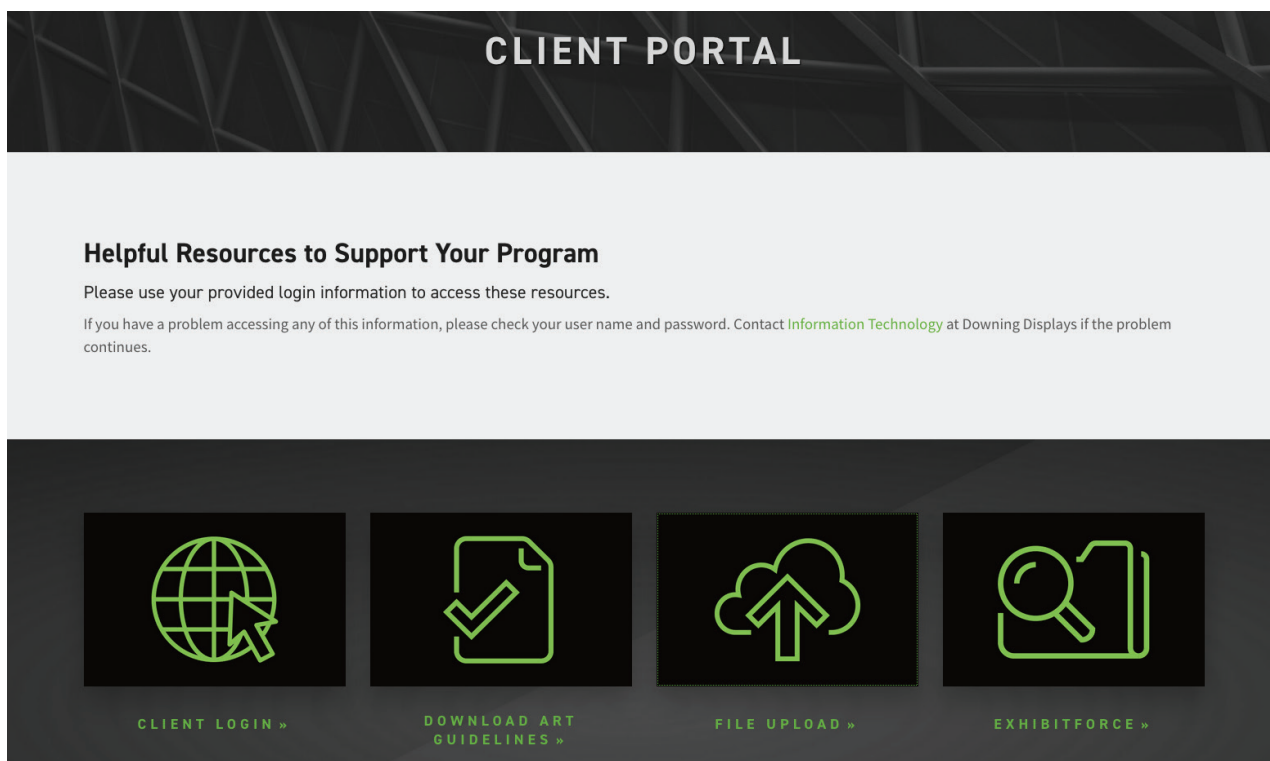 CLIENT PORTAL
Helpful Resources to Support Your Program
Please use your provided login information to access these resources.
If you have a problem accessing any of this information, please check your user name and password. Contact Information Technology at Downing Displays if the problem
continues.
CLIENT LOGIN »
DOWNLOAD ART
GUIDELINES »
FILE UPLOAD »
EXHIBITFORCE »